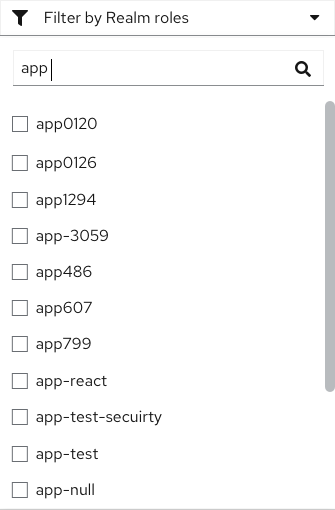 Filter by Realm roles
app
app0120
app0126
app1294
app-3059
app486
app607
app799
app-react
app-test-secuirty
app-test
app-null